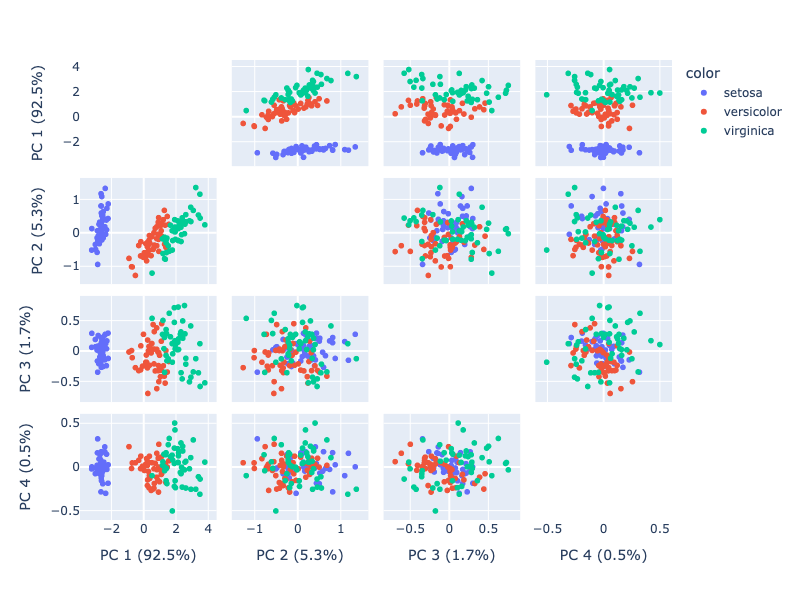 color
setosa
versicolor
virginica
PC 1 (92.5%)
4
2
0
−2
PC 2 (5.3%)
1
0
−1
PC 3 (1.7%)
0.5
0
−0.5
PC 4 (0.5%)
0.5
0
−0.5
−2 0 2 4
−1 0 1
−0.5 0 0.5
−0.5 0 0.5
PC 1 (92.5%)
PC 2 (5.3%)
PC 3 (1.7%)
PC 4 (0.5%)